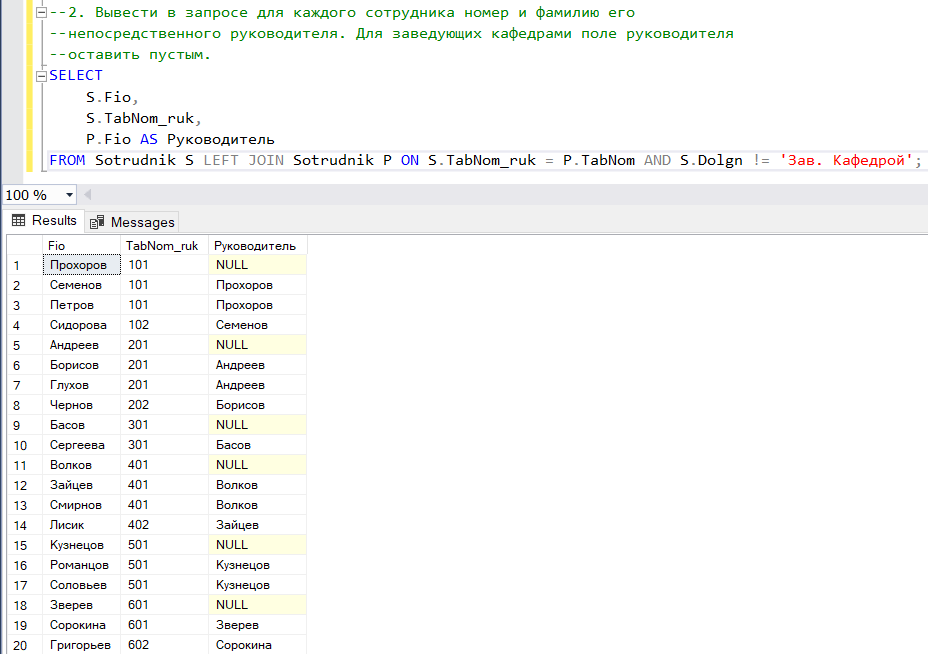 --2. Вывести в запросе для каждого сотрудника номер и фамилию его
--непосредственного руководителя. Для заведующих кафедрами поле руководителя
--оставить пустым.
SELECT
S.Fio,
S.TabNom_ruk,
P.Fio AS Руководитель
FROM Sotrudnik S LEFT JOIN Sotrudnik P ON S.TabNom_ruk = P.TabNom AND S.Dolgn != 'Зав. Кафедрой';
100 %
Results Messages
Fio TabNom_ruk Руководитель
1 Прохоров 101 NULL
2 Семенов 101 Прохоров
3 Петров 101 Прохоров
4 Сидорова 102 Семенов
5 Андреев 201 NULL
6 Борисов 201 Андреев
7 Глухов 201 Андреев
8 Чернов 202 Борисов
9 Басов 301 NULL
10 Сергеева 301 Басов
11 Волков 401 NULL
12 Зайцев 401 Волков
13 Смирнов 401 Волков
14 Лисик 402 Зайцев
15 Кузнецов 501 NULL
16 Романцов 501 Кузнецов
17 Соловьев 501 Кузнецов
18 Зверев 601 NULL
19 Сорокина 601 Зверев
20 Григорьев 602 Сорокина